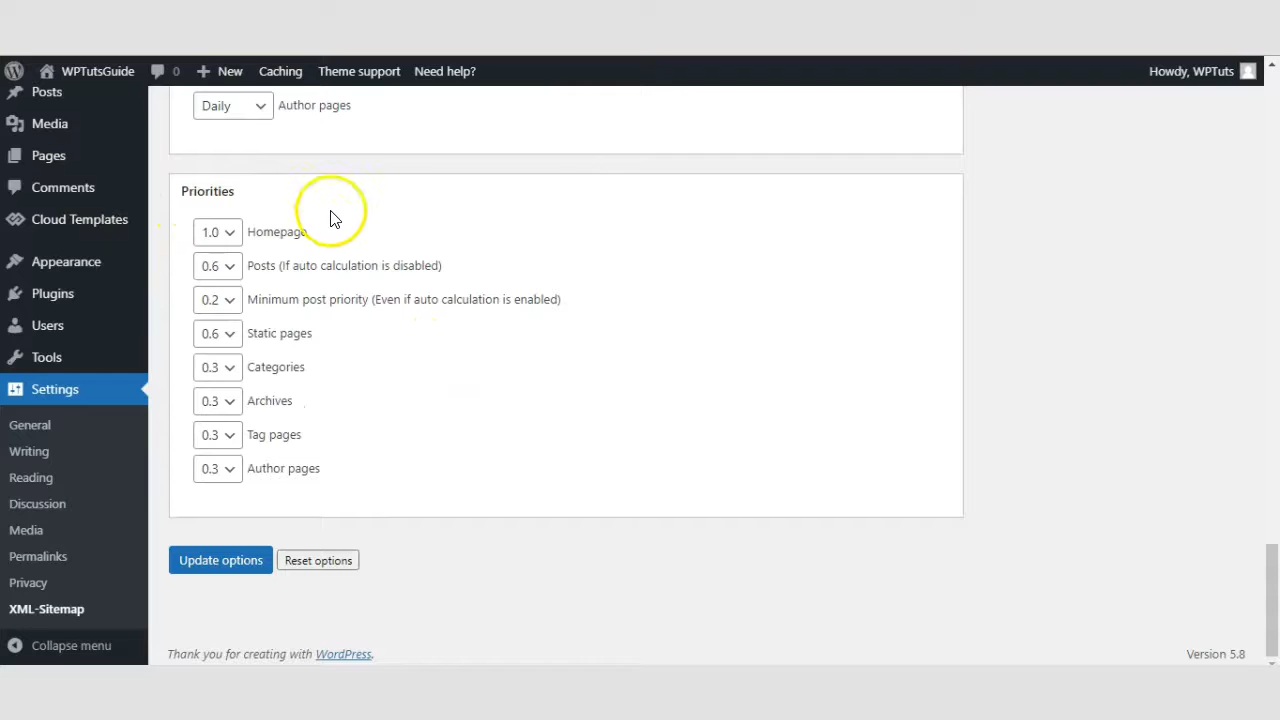 WPTutsGuide 0 New Caching Theme support Need help? Howdy, WPTuts
Posts
Media
Pages
Comments
Cloud Templates
Appearance
Plugins
Users
Tools
Settings
General
Writing
Reading
Discussion
Media
Permalinks
Privacy
XML-Sitemap
Collapse menu
Daily Author pages
Priorities
1.0 Homepage
0.6 Posts (If auto calculation is disabled)
0.2 Minimum post priority (Even if auto calculation is enabled)
0.6 Static pages
0.3 Categories
0.3 Archives
0.3 Tag pages
0.3 Author pages
Update options Reset options
Thank you for creating with WordPress. Version 5.8